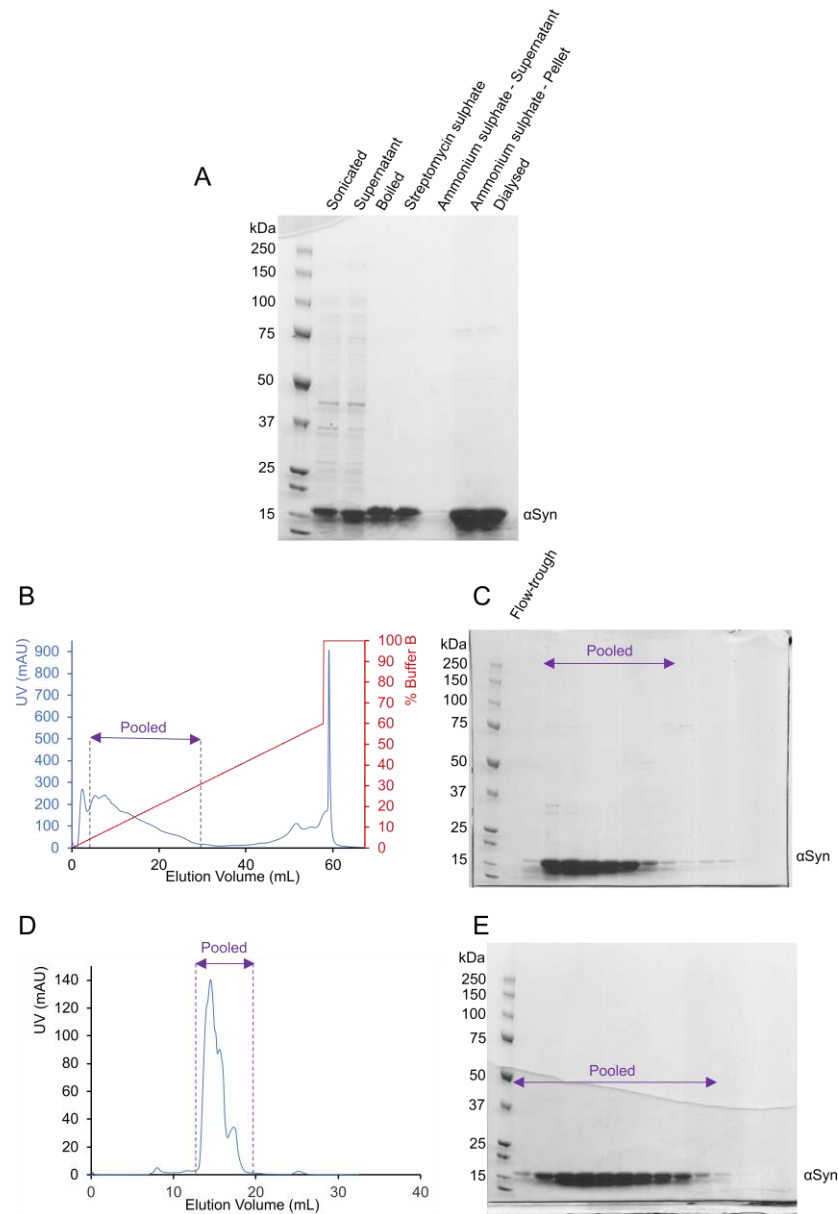 A
Sonicated
Supernatant
Boiled
Streptomycin sulphate
Ammonium sulphate - Supernatant
Ammonium sulphate - Pellet
Dialysed
kDa
250
150
100
75
50
37
25
15
αSyn
B
UV (mAU)
900
800
700
600
500
400
300
200
100
0
Pooled
100
90
80
70
60
50
40
30
20
10
0
% Buffer B
0 20 40 60
Elution Volume (mL)
C
Flow-trough
kDa
Pooled
250
150
100
75
50
37
25
15
αSyn
D
Pooled
UV (mAU)
140
120
100
80
60
40
20
0
0 10 20 30 40
Elution Volume (mL)
E
kDa
250
150
100
75
Pooled
50
37
25
15
αSyn